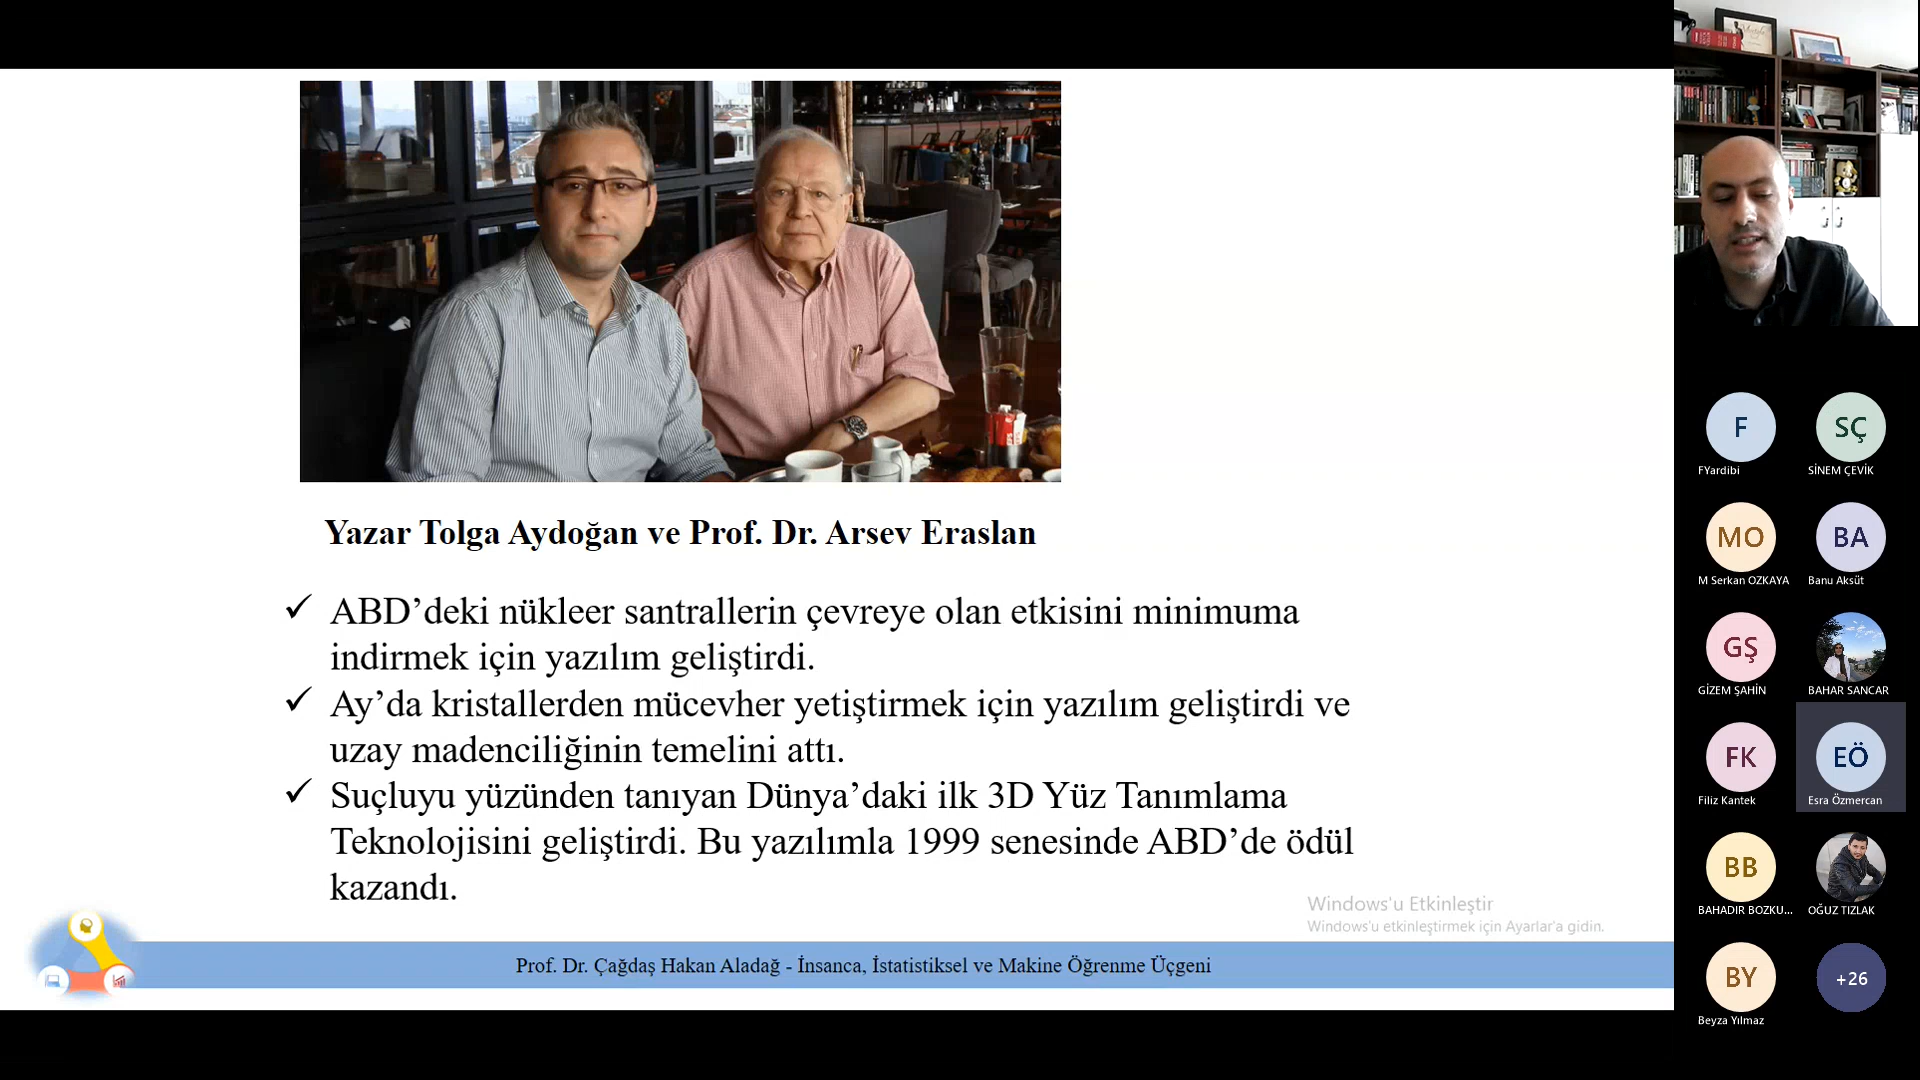 Yazar Tolga Aydoğan ve Prof. Dr. Arsev Eraslan
✓ ABD’deki nükleer santrallerin çevreye olan etkisini minimuma
indirmek için yazılım geliştirdi.
✓ Ay’da kristallerden mücevher yetiştirmek için yazılım geliştirdi ve
uzay madenciliğinin temelini attı.
✓ Suçluyu yüzünden tanıyan Dünya’daki ilk 3D Yüz Tanımlama
Teknolojisini geliştirdi. Bu yazılımla 1999 senesinde ABD’de ödül
kazandı.
Windows'u Etkinleştir
Windows'u etkinleştirmek için Ayarlar'a gidin.
Prof. Dr. Çağdaş Hakan Aladağ - İnsanca, İstatistiksel ve Makine Öğrenme Üçgeni
F
FYardibi
SÇ
SİNEM ÇEVİK
MO
M Serkan OZKAYA
BA
Banu Aksüt
GŞ
GİZEM ŞAHİN
BAHAR SANCAR
FK
Filiz Kantek
EÖ
Esra Özmercan
BB
BAHADIR BOZKU...
OĞUZ TIZLAK
BY
Beyza Yılmaz
+26